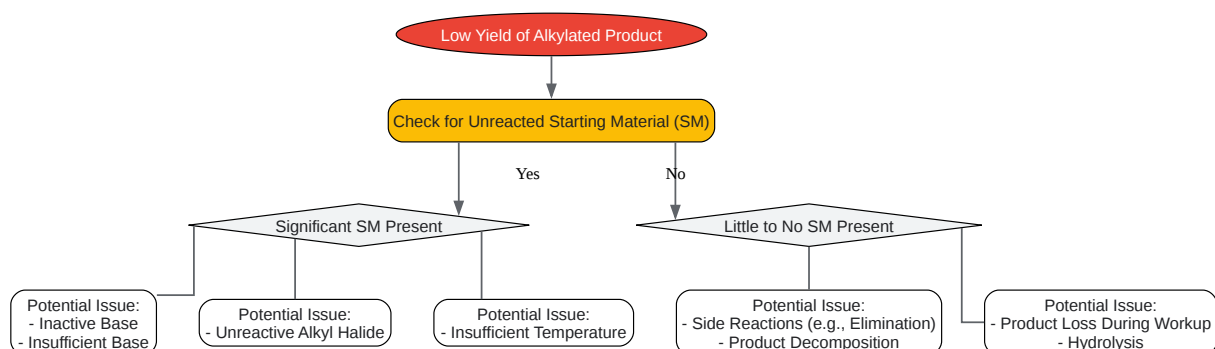 Low Yield of Alkylated Product
Check for Unreacted Starting Material (SM)
Yes
No
Significant SM Present
Little to No SM Present
Potential Issue:
- Inactive Base
- Insufficient Base
Potential Issue:
- Unreactive Alkyl Halide
Potential Issue:
- Insufficient Temperature
Potential Issue:
- Side Reactions (e.g., Elimination)
- Product Decomposition
Potential Issue:
- Product Loss During Workup
- Hydrolysis